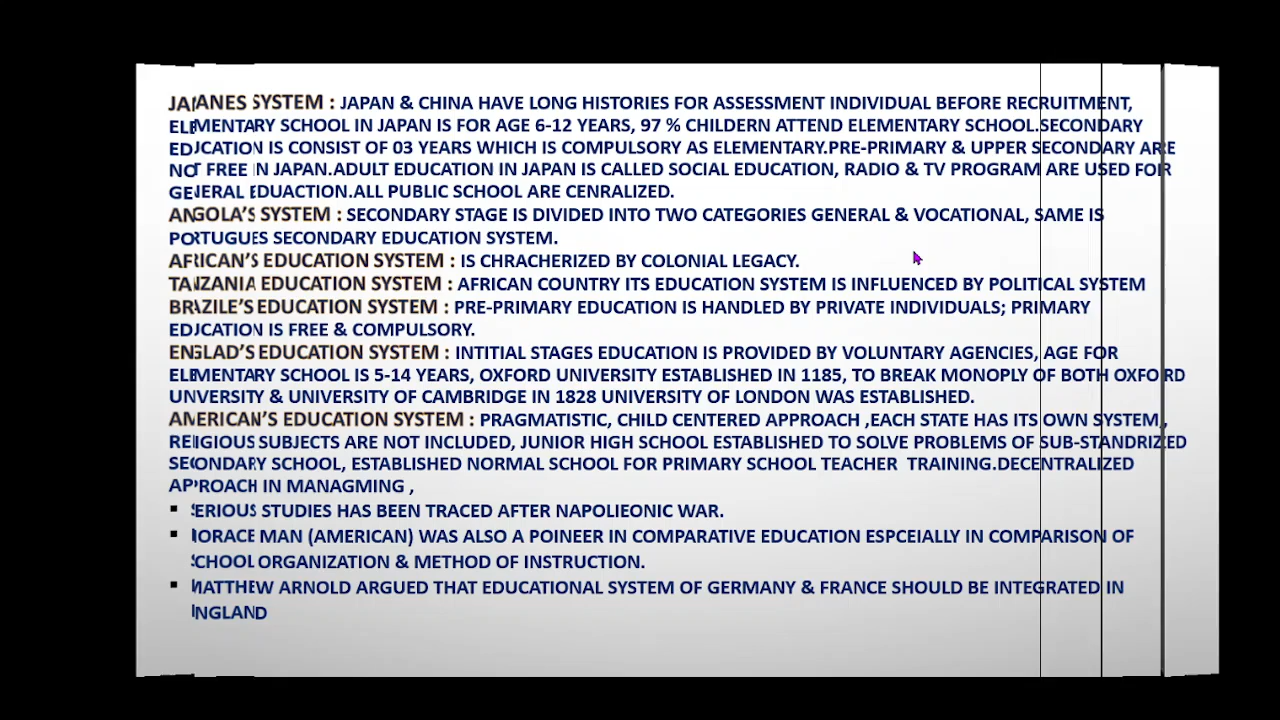 JAPANES SYSTEM : JAPAN & CHINA HAVE LONG HISTORIES FOR ASSESSMENT INDIVIDUAL BEFORE RECRUITMENT,
ELEMENTARY SCHOOL IN JAPAN IS FOR AGE 6-12 YEARS, 97 % CHILDERN ATTEND ELEMENTARY SCHOOL.SECONDARY
EDUCATION IS CONSIST OF 03 YEARS WHICH IS COMPULSORY AS ELEMENTARY.PRE-PRIMARY & UPPER SECONDARY ARE
NOT FREE IN JAPAN.ADULT EDUCATION IN JAPAN IS CALLED SOCIAL EDUCATION, RADIO & TV PROGRAM ARE USED FOR
GENERAL EDUACTION.ALL PUBLIC SCHOOL ARE CENRALIZED.
ANGOLA'S SYSTEM : SECONDARY STAGE IS DIVIDED INTO TWO CATEGORIES GENERAL & VOCATIONAL, SAME IS
PORTUGUES SECONDARY EDUCATION SYSTEM.
AFRICAN'S EDUCATION SYSTEM : IS CHRACHERIZED BY COLONIAL LEGACY.
TANZANIA EDUCATION SYSTEM : AFRICAN COUNTRY ITS EDUCATION SYSTEM IS INFLUENCED BY POLITICAL SYSTEM
BRAZILE'S EDUCATION SYSTEM : PRE-PRIMARY EDUCATION IS HANDLED BY PRIVATE INDIVIDUALS; PRIMARY
EDUCATION IS FREE & COMPULSORY.
ENGLAD'S EDUCATION SYSTEM : INTITIAL STAGES EDUCATION IS PROVIDED BY VOLUNTARY AGENCIES, AGE FOR
ELEMENTARY SCHOOL IS 5-14 YEARS, OXFORD UNIVERSITY ESTABLISHED IN 1185, TO BREAK MONOPLY OF BOTH OXFORD
UNVERSITY & UNIVERSITY OF CAMBRIDGE IN 1828 UNIVERSITY OF LONDON WAS ESTABLISHED.
AMERICAN'S EDUCATION SYSTEM : PRAGMATISTIC, CHILD CENTERED APPROACH ,EACH STATE HAS ITS OWN SYSTEM,
RELIGIOUS SUBJECTS ARE NOT INCLUDED, JUNIOR HIGH SCHOOL ESTABLISHED TO SOLVE PROBLEMS OF SUB-STANDRIZED
SECONDARY SCHOOL, ESTABLISHED NORMAL SCHOOL FOR PRIMARY SCHOOL TEACHER TRAINING.DECENTRALIZED
APPROACH IN MANAGMING ,
▪ SERIOUS STUDIES HAS BEEN TRACED AFTER NAPOLIEONIC WAR.
▪ HORACE MAN (AMERICAN) WAS ALSO A POINEER IN COMPARATIVE EDUCATION ESPCEIALLY IN COMPARISON OF
SCHOOL ORGANIZATION & METHOD OF INSTRUCTION.
▪ MATTHEW ARNOLD ARGUED THAT EDUCATIONAL SYSTEM OF GERMANY & FRANCE SHOULD BE INTEGRATED IN
ENGLAND